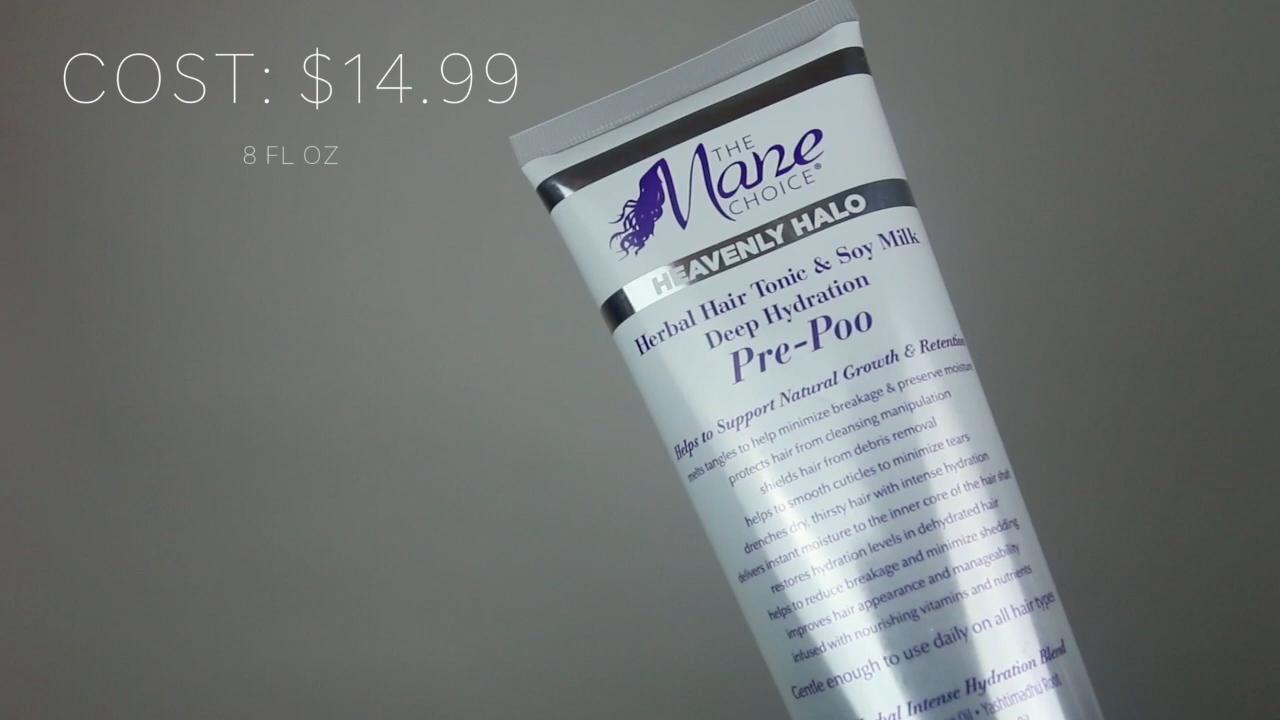 COST: $14.99
8 FL OZ
THE
Mane
CHOICE®
HEAVENLY HALO
Herbal Hair Tonic & Soy Milk
Deep Hydration
Pre-Poo
Helps to Support Natural Growth & Retention
melts tangles to help minimize breakage & preserve moisture
protects hair from cleansing manipulation
shields hair from debris removal
helps to smooth cuticles to minimize tears
drenches dry, thirsty hair with intense hydration
delivers instant moisture to the inner core of the hair shaft
restores hydration levels in dehydrated hair
helps to reduce breakage and minimize shedding
improves hair appearance and manageability
infused with nourishing vitamins and nutrients
Gentle enough to use daily on all hair types
Intense Hydration Blend
Oil • Yashtimadhu Root